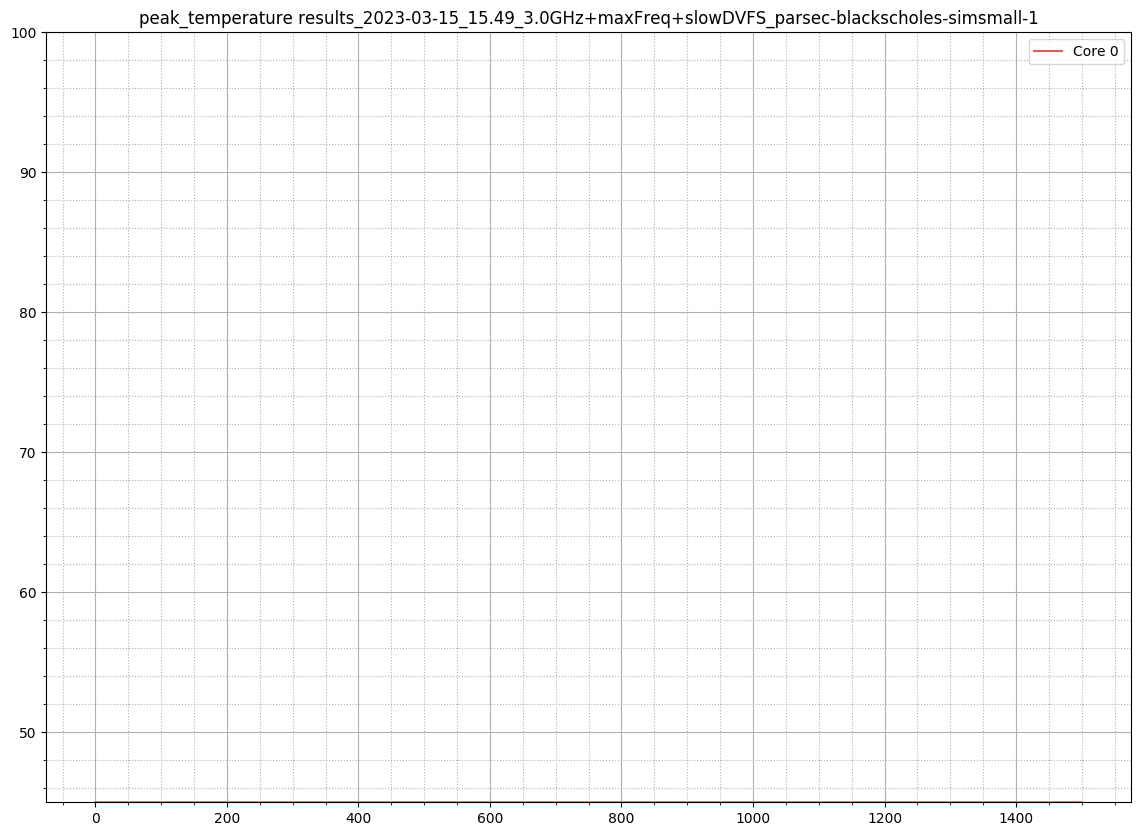 peak_temperature results_2023-03-15_15.49_3.0GHz+maxFreq+slowDVFS_parsec-blackscholes-simsmall-1
Core 0
100
90
80
70
60
50
0 200 400 600 800 1000 1200 1400